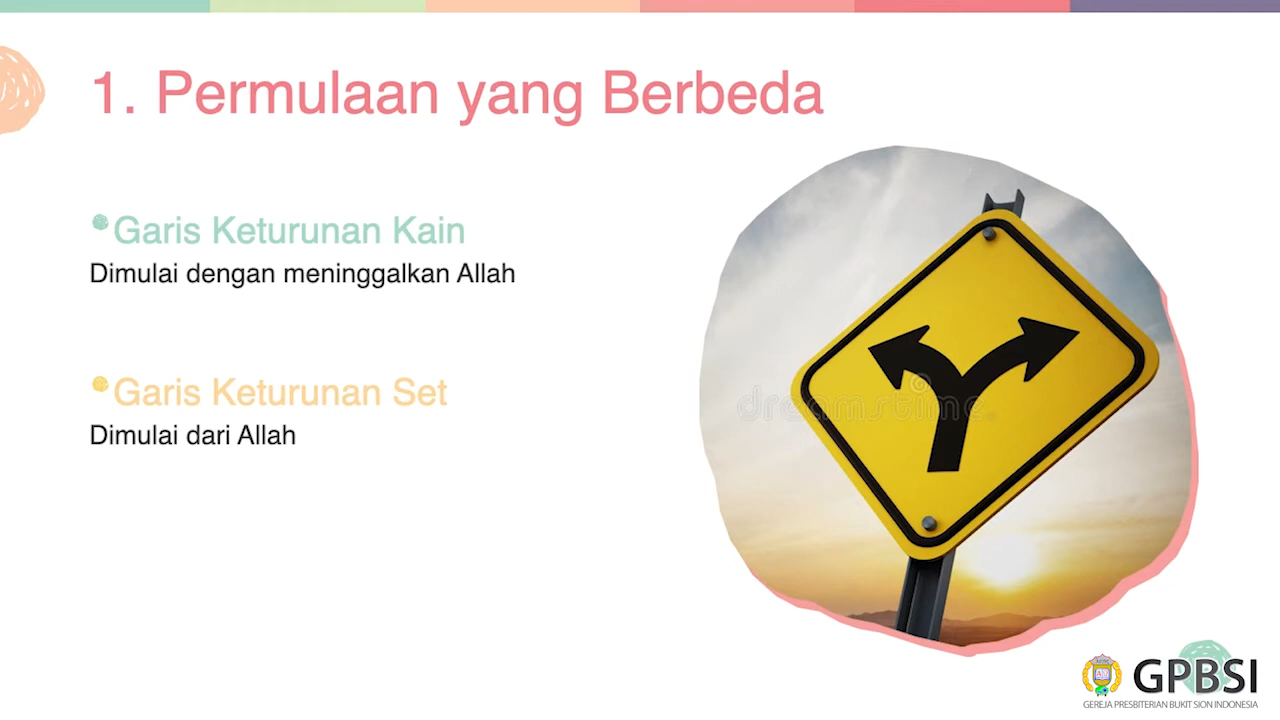 1. Permulaan yang Berbeda
Garis Keturunan Kain
Dimulai dengan meninggalkan Allah
Garis Keturunan Set
Dimulai dari Allah
dreamstime
GPBSI
GEREJA PRESBITERIAN BUKIT SION INDONESIA